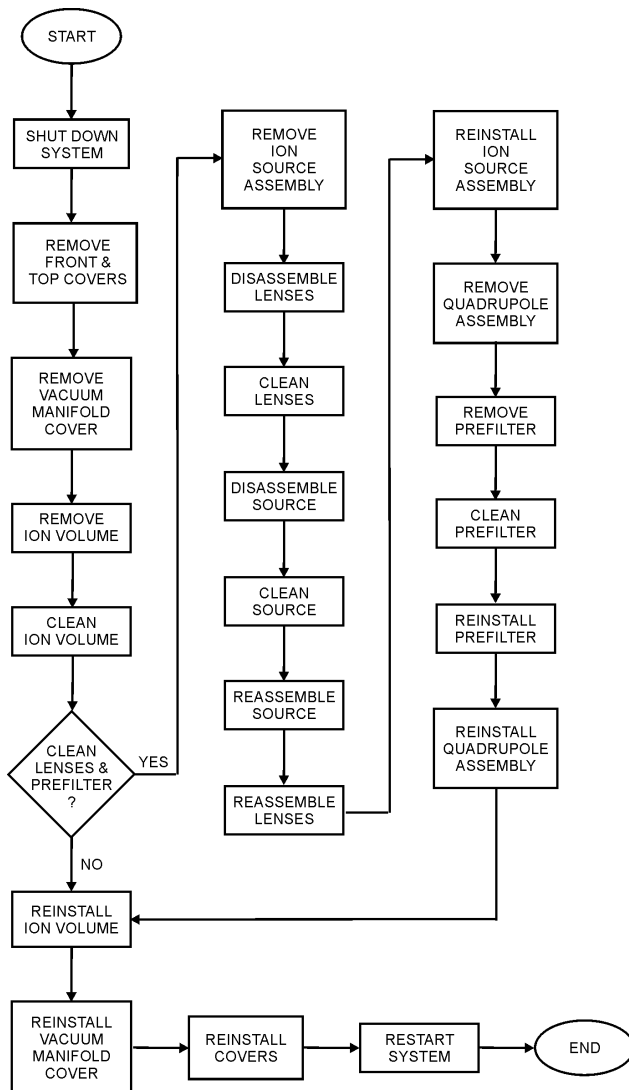 START
SHUT DOWN
SYSTEM
REMOVE
FRONT &
TOP COVERS
REMOVE
VACUUM
MANIFOLD
COVER
REMOVE
ION VOLUME
CLEAN
ION VOLUME
CLEAN
LENSES &
PREFILTER
?
YES
NO
REMOVE
ION
SOURCE
ASSEMBLY
DISASSEMBLE
LENSES
CLEAN
LENSES
DISASSEMBLE
SOURCE
CLEAN
SOURCE
REASSEMBLE
SOURCE
REASSEMBLE
LENSES
REINSTALL
ION
SOURCE
ASSEMBLY
REMOVE
QUADRUPOLE
ASSEMBLY
REMOVE
PREFILTER
CLEAN
PREFILTER
REINSTALL
PREFILTER
REINSTALL
QUADRUPOLE
ASSEMBLY
REINSTALL
ION VOLUME
REINSTALL
VACUUM
MANIFOLD
COVER
REINSTALL
COVERS
RESTART
SYSTEM
END